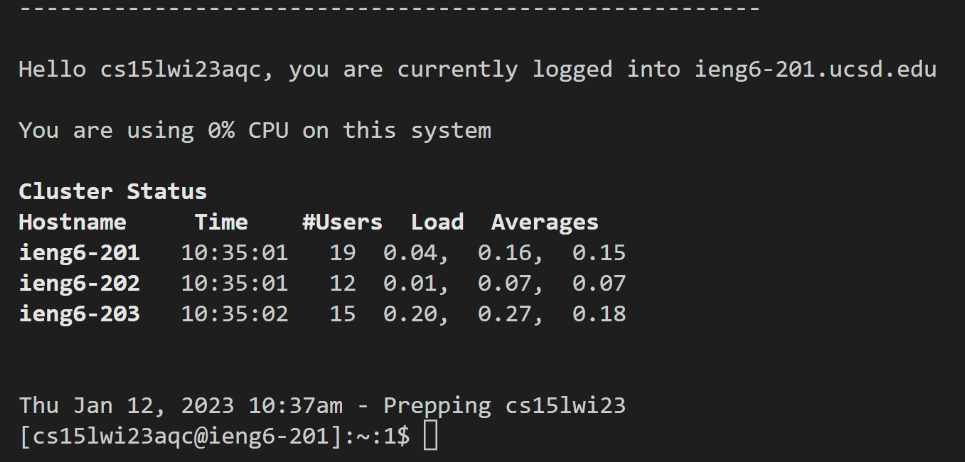 -------------------------------------------------------
Hello cs15lwi23aqc, you are currently logged into ieng6-201.ucsd.edu
You are using 0% CPU on this system
Cluster Status
Hostname     Time    #Users  Load  Averages
ieng6-201   10:35:01   19  0.04,  0.16,  0.15
ieng6-202   10:35:01   12  0.01,  0.07,  0.07
ieng6-203   10:35:02   15  0.20,  0.27,  0.18
Thu Jan 12, 2023 10:37am - Prepping cs15lwi23
[cs15lwi23aqc@ieng6-201]:~:1$